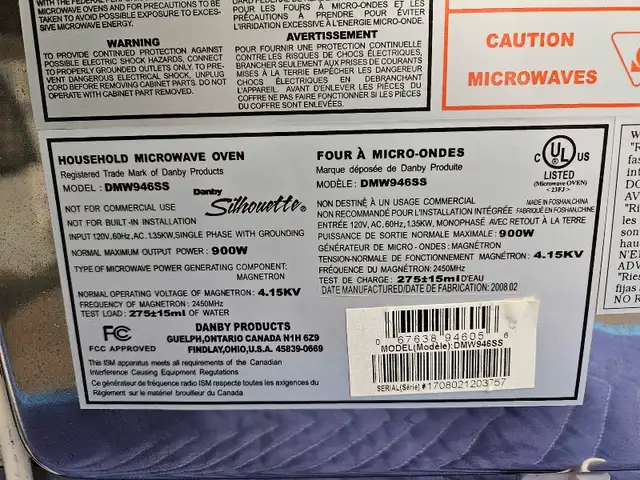 WITH THE FEDERAL
MICROWAVE OVENS AND FOR PRECAUTIONS TO BE
TAKEN TO AVOID POSSIBLE EXPOSURE TO EXCES-
SIVE MICROWAVE ENERGY.
WARNING
TO PROVIDE CONTINUED PROTECTION AGAINST
POSSIBLE ELECTRIC SHOCK HAZARDS, CONNECT
TO PROPERLY GROUNDED OUTLETS ONLY. TO PRE-
VENT DANGEROUS ELECTRICAL SHOCK, UNPLUG
CORD BEFORE REMOVING CABINET PARTS. DO NOT
OPERATE WITH CABINET PART REMOVED.
FOURS À MICRO-ONDES ET LES
PRÉCAUTIONS À PRENDRE POUR ÉVITER
L'IRRIDATION EXCESSIVE À L'ÉNERGIE MICRO-ONDE.
AVERTISSEMENT
POUR FOURNIR UNE PROTECTION CONTINUELLE
CONTRE LES RISQUES DE CHOCS ÉLECTRIQUES,
BRANCHER SEULEMENT AUX PRISES DE COURANTS
MISES À LA TERRE. POUR EMPÊCHER LES DANGERS DE
CHOCS ÉLECTRIQUES EN DEBRANCHANT
L'APPAREIL. AVANT D'ENLEVER LES PIÈCES DU
COFFRE NE PAS FAIRE FONCTIONNER SI LES PIÈCES
DU COFFRE SONT ENLEVÉES.
CAUTION
MICROWAVES
HOUSEHOLD MICROWAVE OVEN
Registered Trade Mark of Danby Products
MODEL : DMW946SS
Danby
Silhouette®
NOT FOR COMMERCIAL USE
NOT FOR BUILT-IN INSTALLATION
INPUT 120V,60Hz,AC.1.35KW,SINGLE PHASE WITH GROUNDING
NORMAL MAXIMUM OUTPUT POWER : 900W
TYPE OF MICROWAVE POWER GENERATING COMPONENT:
MAGNETRON
NORMAL OPERATING VOLTAGE OF MAGNETRON : 4.15KV
FREQUENCY OF MAGNETRON : 2450MHz
TEST LOAD : 275±15ml OF WATER
FC
FCC APPROVED
DANBY PRODUCTS
GUELPH,ONTARIO CANADA N1H 6Z9
FINDLAY,OHIO,U.S.A. 45839-0669
This ISM apparatus meets all requirements of the Canadian
Interference Causing Equipment Regulations
Ce générateur de fréquence radio ISM respecte toutes les axigences du
Règlement sur le matériel brouilleur du Canada
FOUR À MICRO-ONDES
Marque déposée de Danby Produits
MODÈLE : DMW946SS
C UL US
LISTED
(Microwave OVEN)
< 23FJ >
MADE IN FOSHAN,CHINA
NON DESTINÉ À UN USAGE COMMERCIAL
NON RECOMMANDÉ POUR L'INSTALLATION INTÉGRÉE FABRIQUÉ EN FOSHAN,CHINE
ENTRÉE 120V, AC, 60Hz, 1.35KW, MONOPHASÉ AVEC RETOUR À LA TERRE
PUISSANCE DE SORTIE NORMALE MAXIMALE : 900W
GÉNÉRATEUR DE MICRO - ONDES : MAGNÉTRON
TENSION-NORMALE DE FONCTIONNEMENT MAGNÉTRON : 4.15KV
FRÉQUENCE DU MAGNÉTRON : 2450MHz
TEST DE CHARGE : 275±15ml D'EAU
DATE MANUFACTURED/DATE DE FABRICATION: 2008 02
0 67638 94605 6
MODEL(Modèle):DMW946SS
SERIAL(Série) #1708021203757